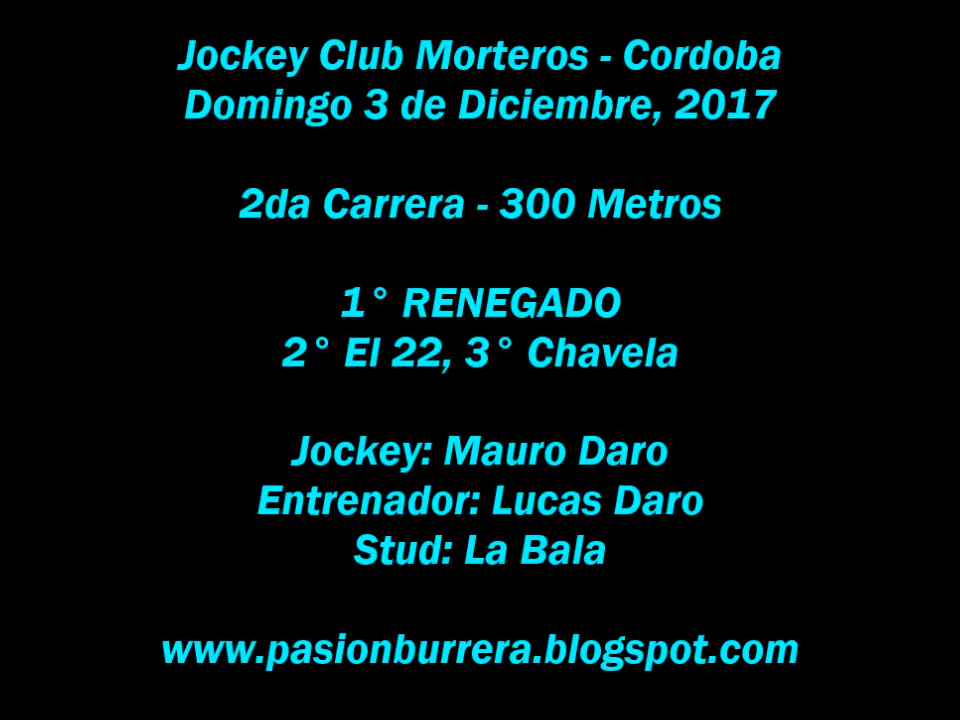 Jockey Club Morteros - Cordoba
Domingo 3 de Diciembre, 2017
2da Carrera - 300 Metros
1° RENEGADO
2° El 22, 3° Chavela
Jockey: Mauro Daro
Entrenador: Lucas Daro
Stud: La Bala
www.pasionburrera.blogspot.com